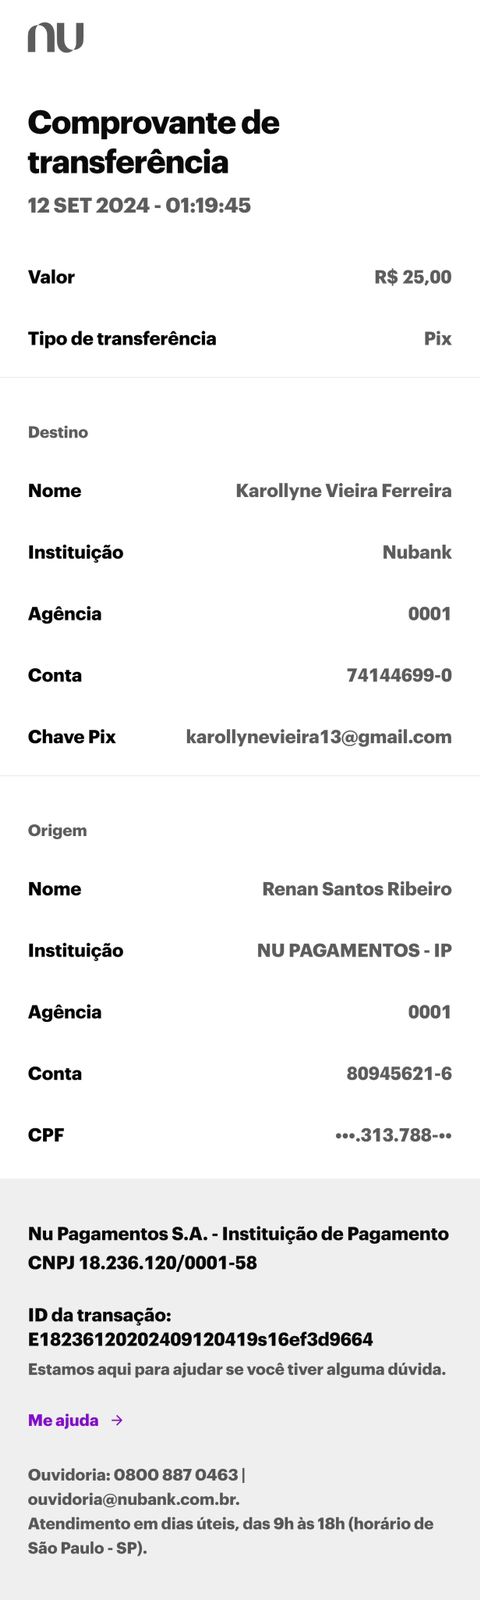 nu
Comprovante de
transferência
12 SET 2024 - 01:19:45
Valor R$ 25,00
Tipo de transferência Pix
Destino
Nome Karollyne Vieira Ferreira
Instituição Nubank
Agência 0001
Conta 74144699-0
Chave Pix karollynevieira13@gmail.com
Origem
Nome Renan Santos Ribeiro
Instituição NU PAGAMENTOS - IP
Agência 0001
Conta 80945621-6
CPF •••.313.788-••
Nu Pagamentos S.A. - Instituição de Pagamento
CNPJ 18.236.120/0001-58
ID da transação:
E18236120202409120419s16ef3d9664
Estamos aqui para ajudar se você tiver alguma dúvida.
Me ajuda →
Ouvidoria: 0800 887 0463 |
ouvidoria@nubank.com.br.
Atendimento em dias úteis, das 9h às 18h (horário de
São Paulo - SP).